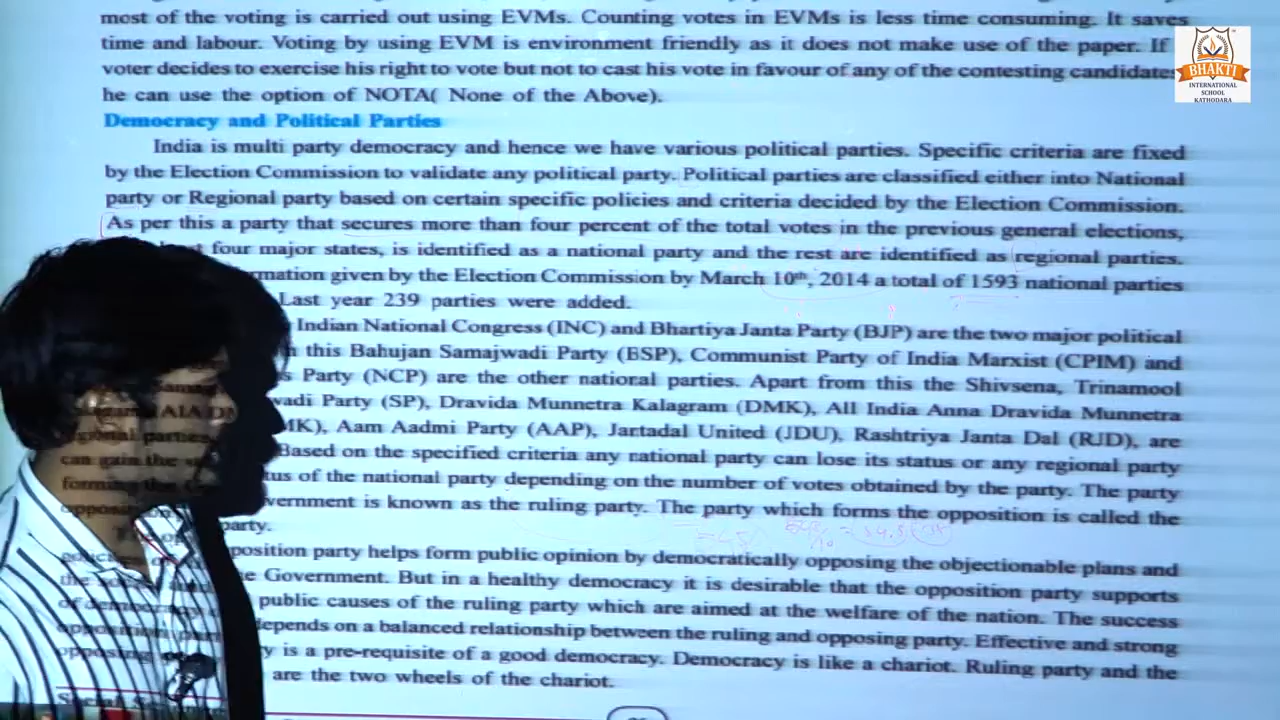 most of the voting is carried out using EVMs. Counting votes in EVMs is less time consuming. It saves
time and labour. Voting by using EVM is environment friendly as it does not make use of the paper. If
voter decides to exercise his right to vote but not to cast his vote in favour of any of the contesting candidates
he can use the option of NOTA( None of the Above).
Democracy and Political Parties
India is multi party democracy and hence we have various political parties. Specific criteria are fixed
by the Election Commission to validate any political party. Political parties are classified either into National
party or Regional party based on certain specific policies and criteria decided by the Election Commission.
As per this a party that secures more than four percent of the total votes in the previous general elections,
four major states, is identified as a national party and the rest are identified as regional parties.
given by the Election Commission by March 10th, 2014 a total of 1593 national parties
Last year 239 parties were added.
Indian National Congress (INC) and Bhartiya Janta Party (BJP) are the two major political
this Bahujan Samajwadi Party (BSP), Communist Party of India Marxist (CPIM) and
Party (NCP) are the other national parties. Apart from this the Shivsena, Trinamool
Party (SP), Dravida Munnetra Kalagram (DMK), All India Anna Dravida Munnetra
Aam Aadmi Party (AAP), Jartadal United (JDU), Rashtriya Janta Dal (RJD), are
Based on the specified criteria any national party can lose its status or any regional party
can gain the
of the national party depending on the number of votes obtained by the party. The party
is known as the ruling party. The party which forms the opposition is called the
party.
party helps form public opinion by democratically opposing the objectionable plans and
Government. But in a healthy democracy it is desirable that the opposition party supports
public causes of the ruling party which are aimed at the welfare of the nation. The success
depends on a balanced relationship between the ruling and opposing party. Effective and strong
is a pre-requisite of a good democracy. Democracy is like a chariot. Ruling party and the
are the two wheels of the chariot.
BHAKTI
INTERNATIONAL
SCHOOL
KATHODARA